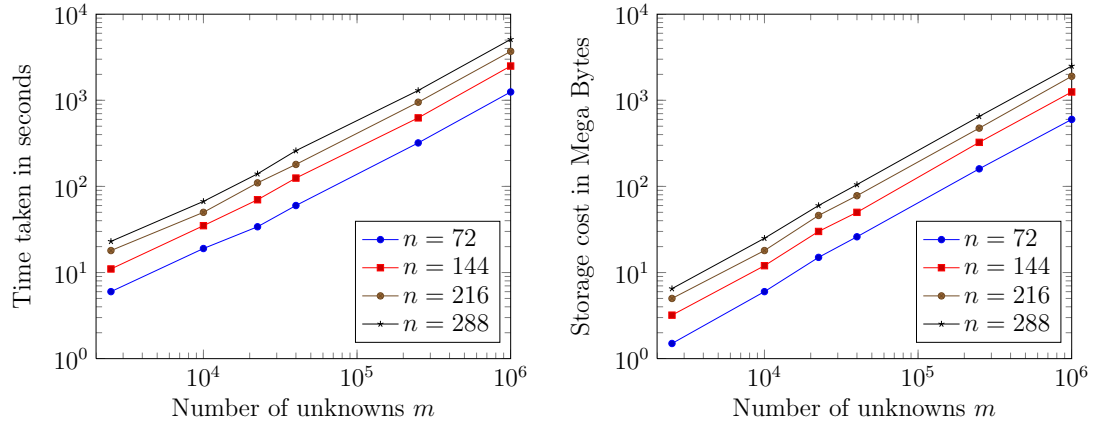 Time taken in seconds
10^4
10^3
10^2
10^1
10^0
n = 72
n = 144
n = 216
n = 288
10^4
10^5
10^6
Number of unknowns m
Storage cost in Mega Bytes
10^4
10^3
10^2
10^1
10^0
n = 72
n = 144
n = 216
n = 288
10^4
10^5
10^6
Number of unknowns m